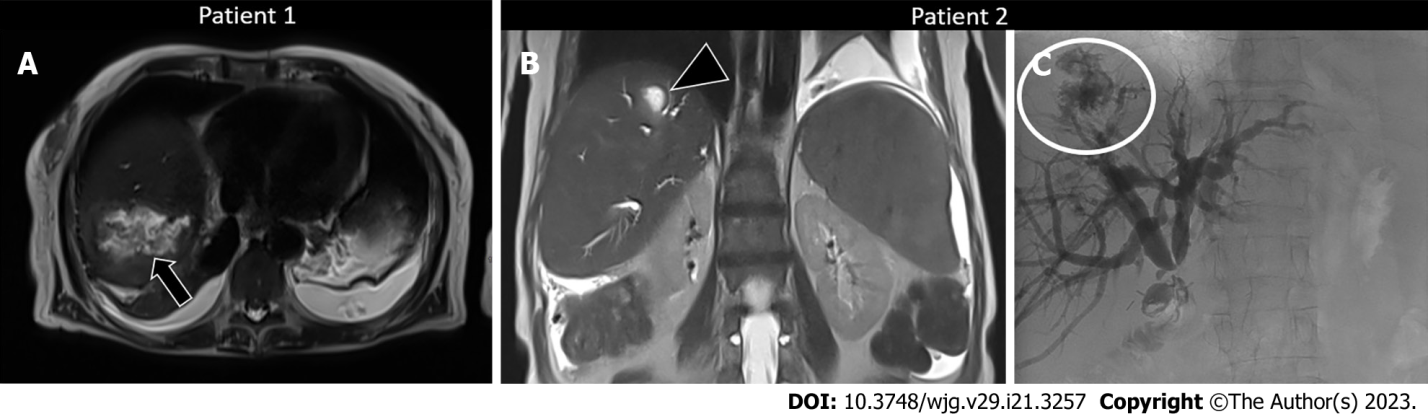 Patient 1
Patient 2
A
B
C
DOI: 10.3748/wjg.v29.i21.3257 Copyright ©The Author(s) 2023.